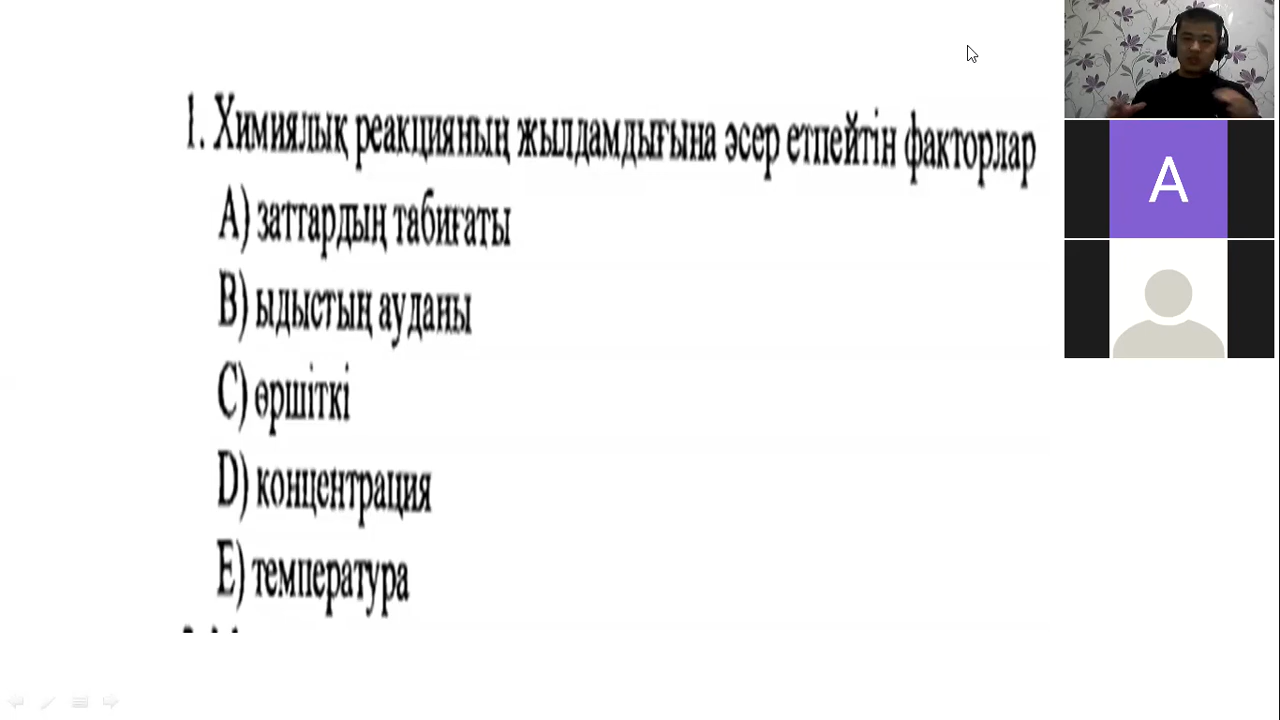 1. Химиялық реакцияның жылдамдығына әсер етпейтін факторлар
A) заттардың табиғаты
B) ыдыстың ауданы
C) өршіткі
D) концентрация
E) температура
A